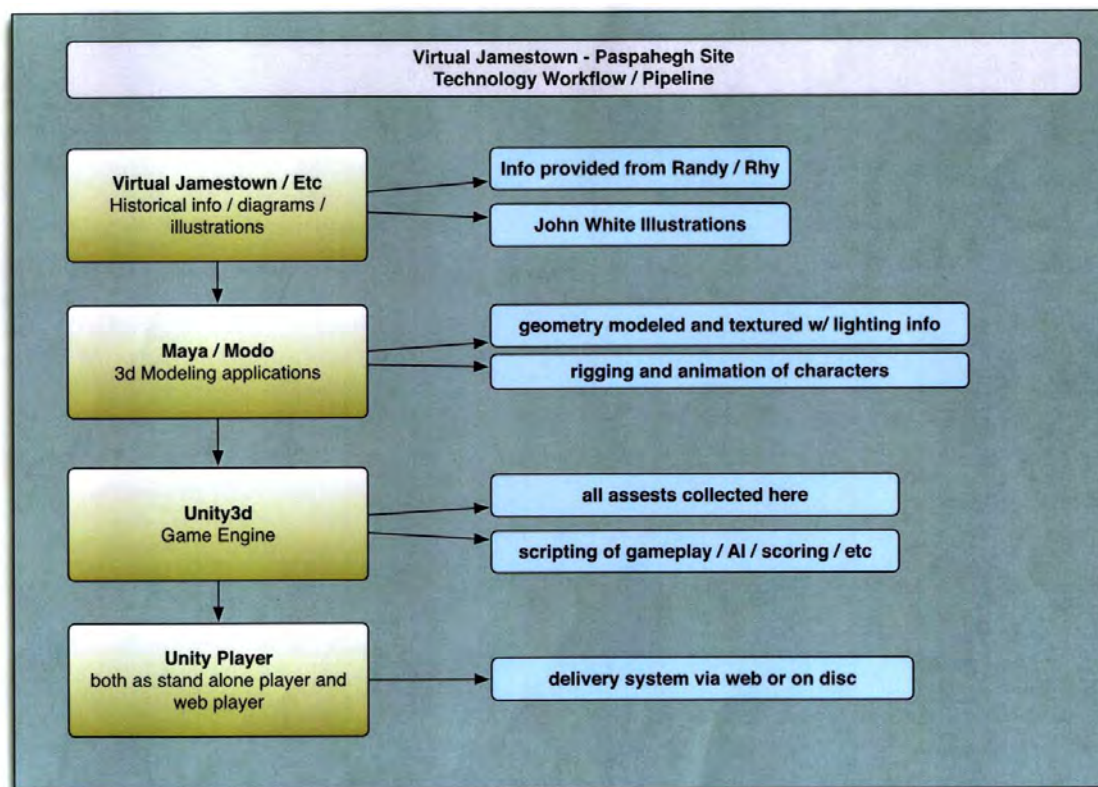 Virtual Jamestown - Paspahegh Site
Technology Workflow / Pipeline
Virtual Jamestown / Etc
Historical info / diagrams /
illustrations
Info provided from Randy / Rhy
John White Illustrations
Maya / Modo
3d Modeling applications
geometry modeled and textured w/ lighting info
rigging and animation of characters
Unity3d
Game Engine
all assests collected here
scripting of gameplay / AI / scoring / etc
Unity Player
both as stand alone player and
web player
delivery system via web or on disc